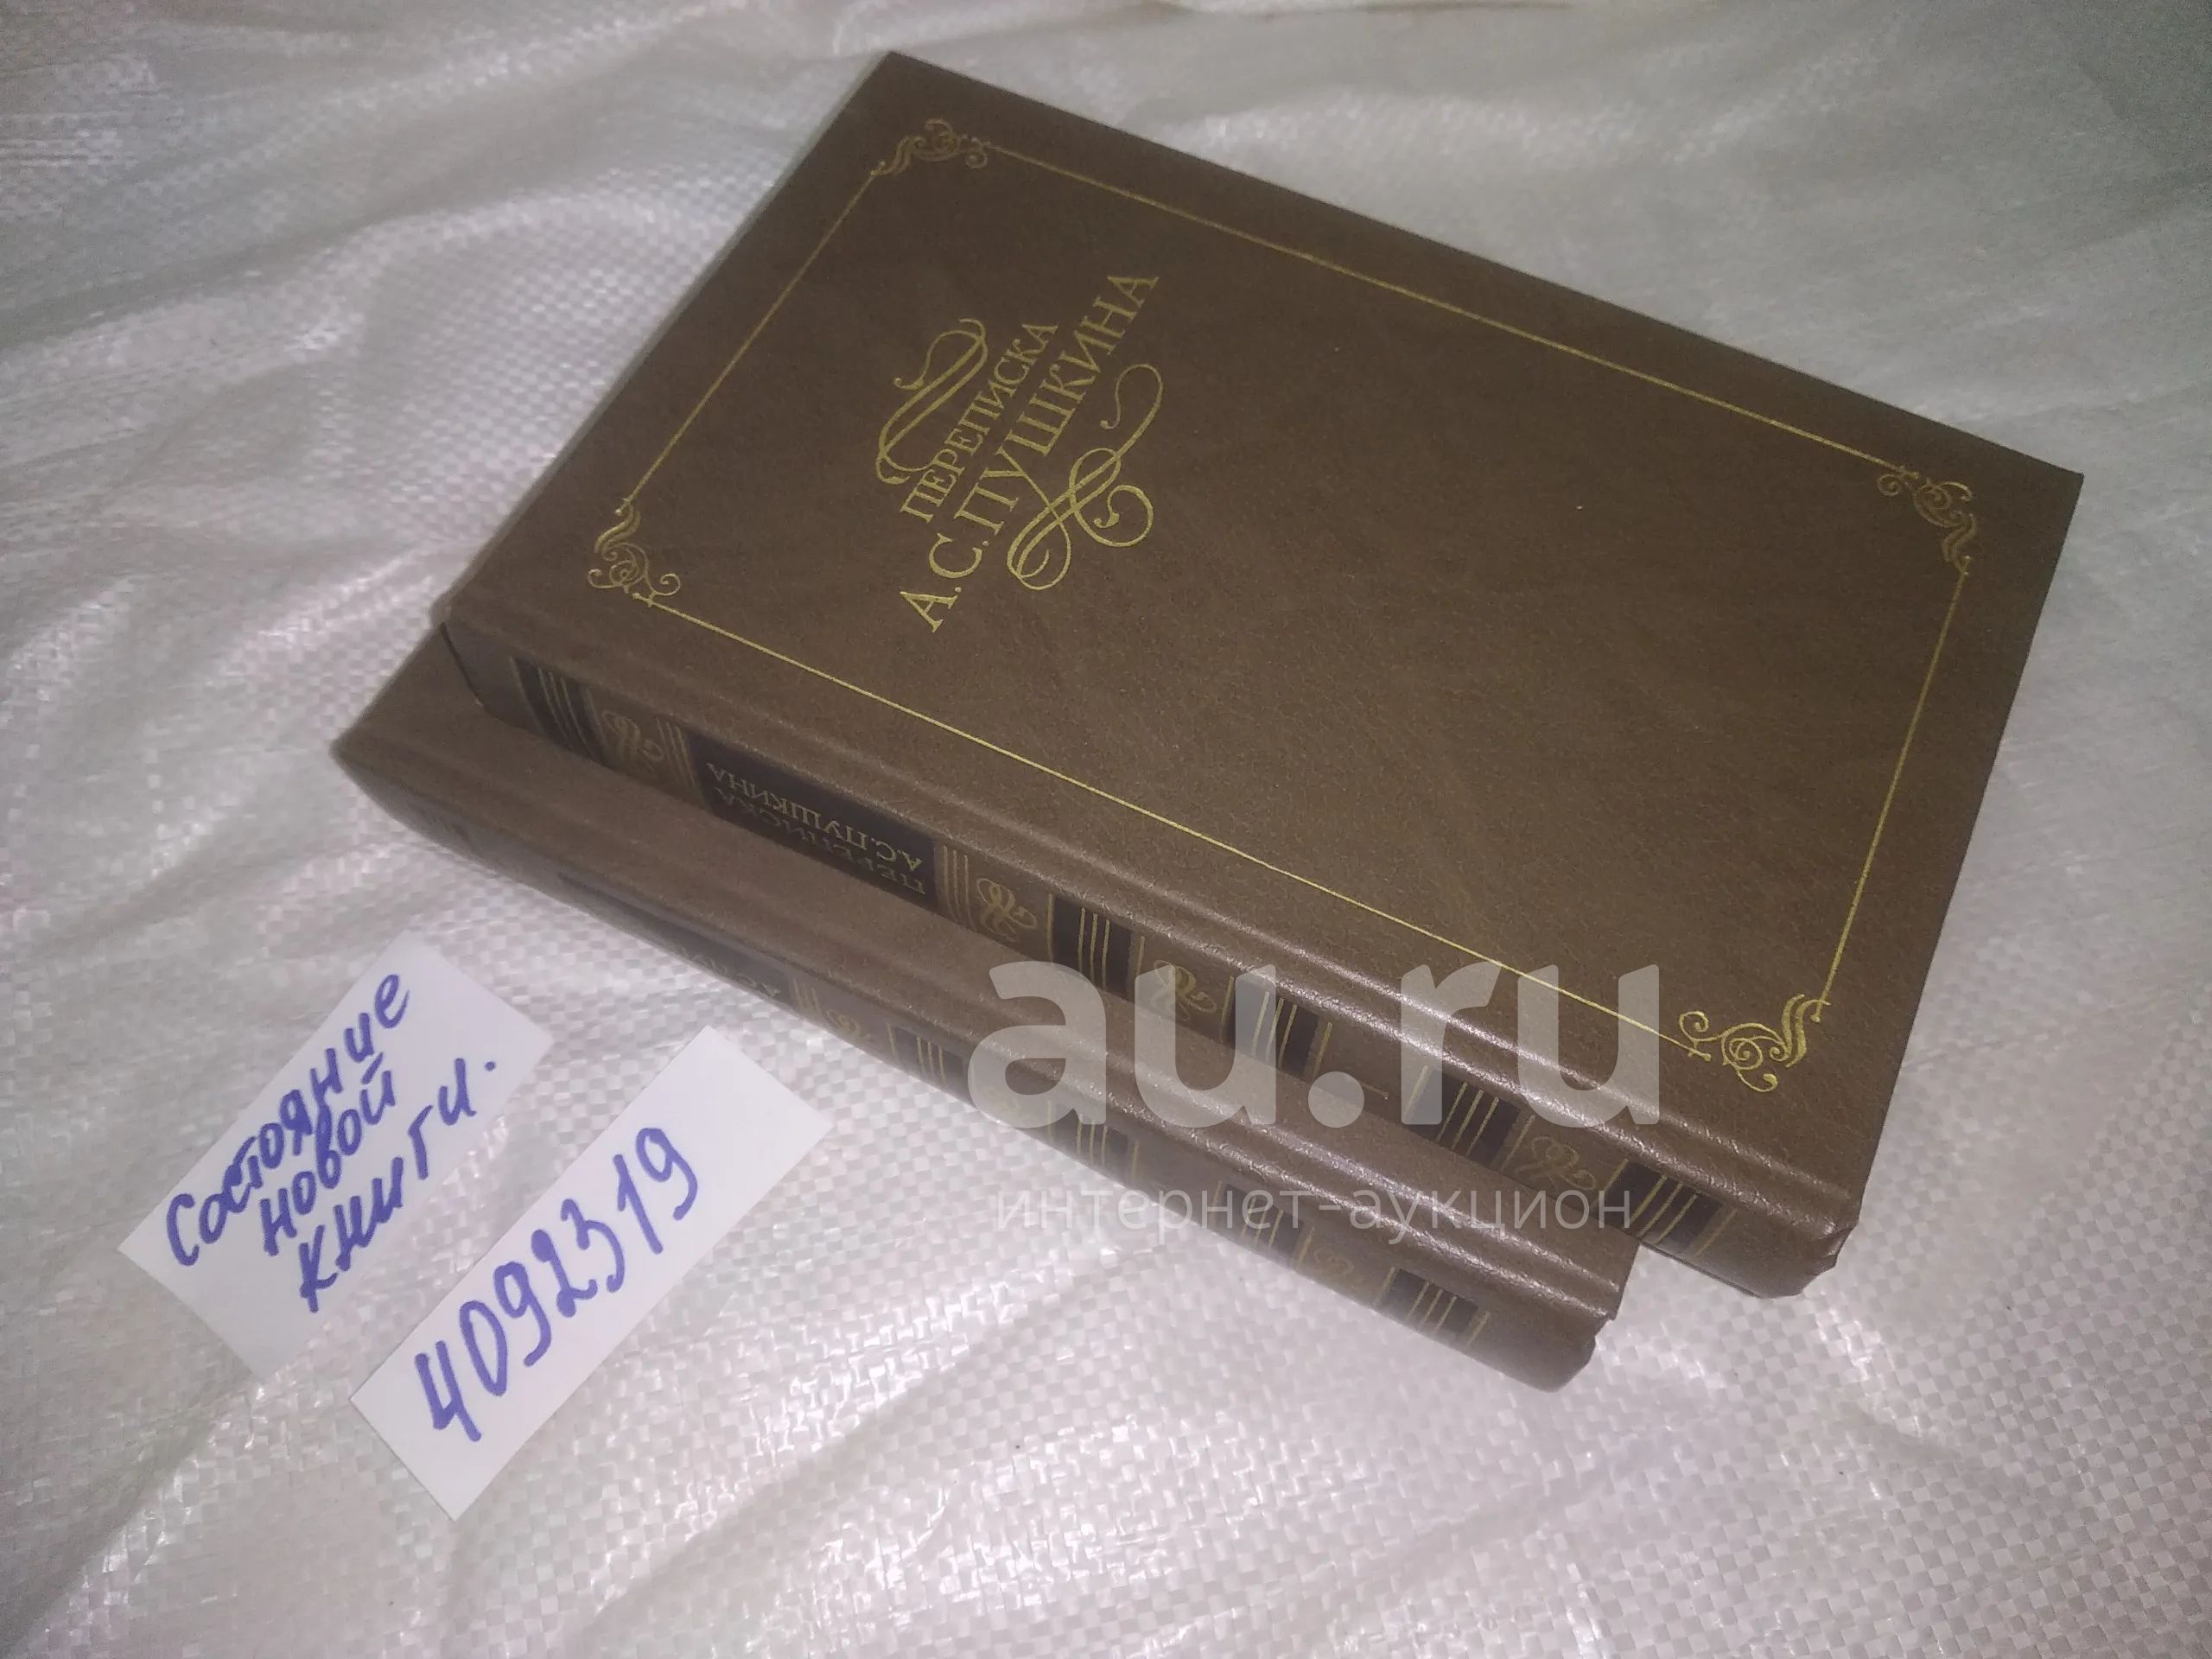 ПЕРЕПИСКА
А.С.ПУШКИНА
ПЕРЕПИСКА
А.С.ПУШКИНА
Состояние
новой
книги.
4092319
au.ru
интернет-аукцион